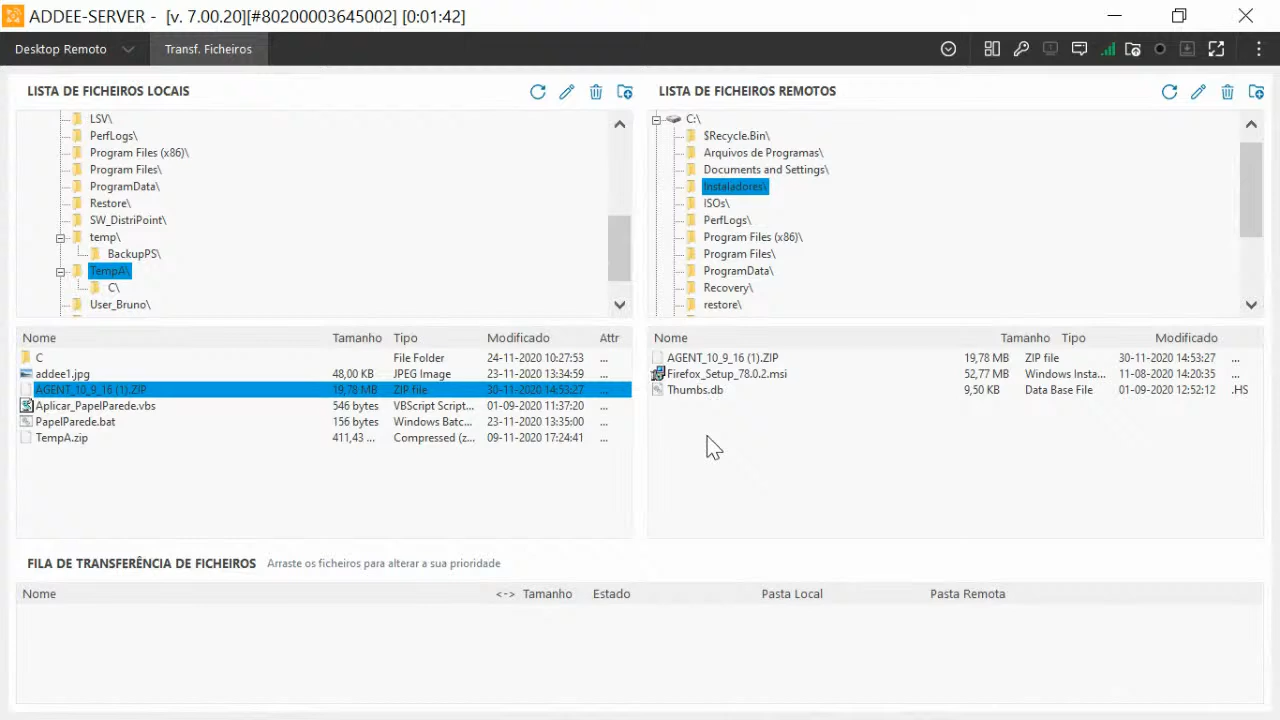 ADDEE-SERVER - [v. 7.00.20][#80200003645002] [0:01:42]
Desktop Remoto Transf. Ficheiros
LISTA DE FICHEIROS LOCAIS
LSV\
PerfLogs\
Program Files (x86)\
Program Files\
ProgramData\
Restore\
SW_DistriPoint\
temp\
BackupPS\
TempA\
C\
User_Bruno\
Nome Tamanho Tipo Modificado Attr
C File Folder 24-11-2020 10:27:53 ...
addee1.jpg 48,00 KB JPEG Image 23-11-2020 13:34:59 ...
AGENT_10_9_16 (1).ZIP 19,78 MB ZIP file 30-11-2020 14:53:27 ...
Aplicar_PapelParede.vbs 546 bytes VBScript Script... 01-09-2020 11:37:20 ...
PapelParede.bat 156 bytes Windows Batc... 23-11-2020 13:35:00 ...
TempA.zip 411,43 ... Compressed (z... 09-11-2020 17:24:41 ...
LISTA DE FICHEIROS REMOTOS
C:\
$Recycle.Bin\
Arquivos de Programas\
Documents and Settings\
Instaladores\
ISOs\
PerfLogs\
Program Files (x86)\
Program Files\
ProgramData\
Recovery\
restore\
Nome Tamanho Tipo Modificado
AGENT_10_9_16 (1).ZIP 19,78 MB ZIP file 30-11-2020 14:53:27 ...
Firefox_Setup_78.0.2.msi 52,77 MB Windows Insta... 11-08-2020 14:20:35 ...
Thumbs.db 9,50 KB Data Base File 01-09-2020 12:52:12 .HS
FILA DE TRANSFERÊNCIA DE FICHEIROS Arraste os ficheiros para alterar a sua prioridade
Nome <-> Tamanho Estado Pasta Local Pasta Remota